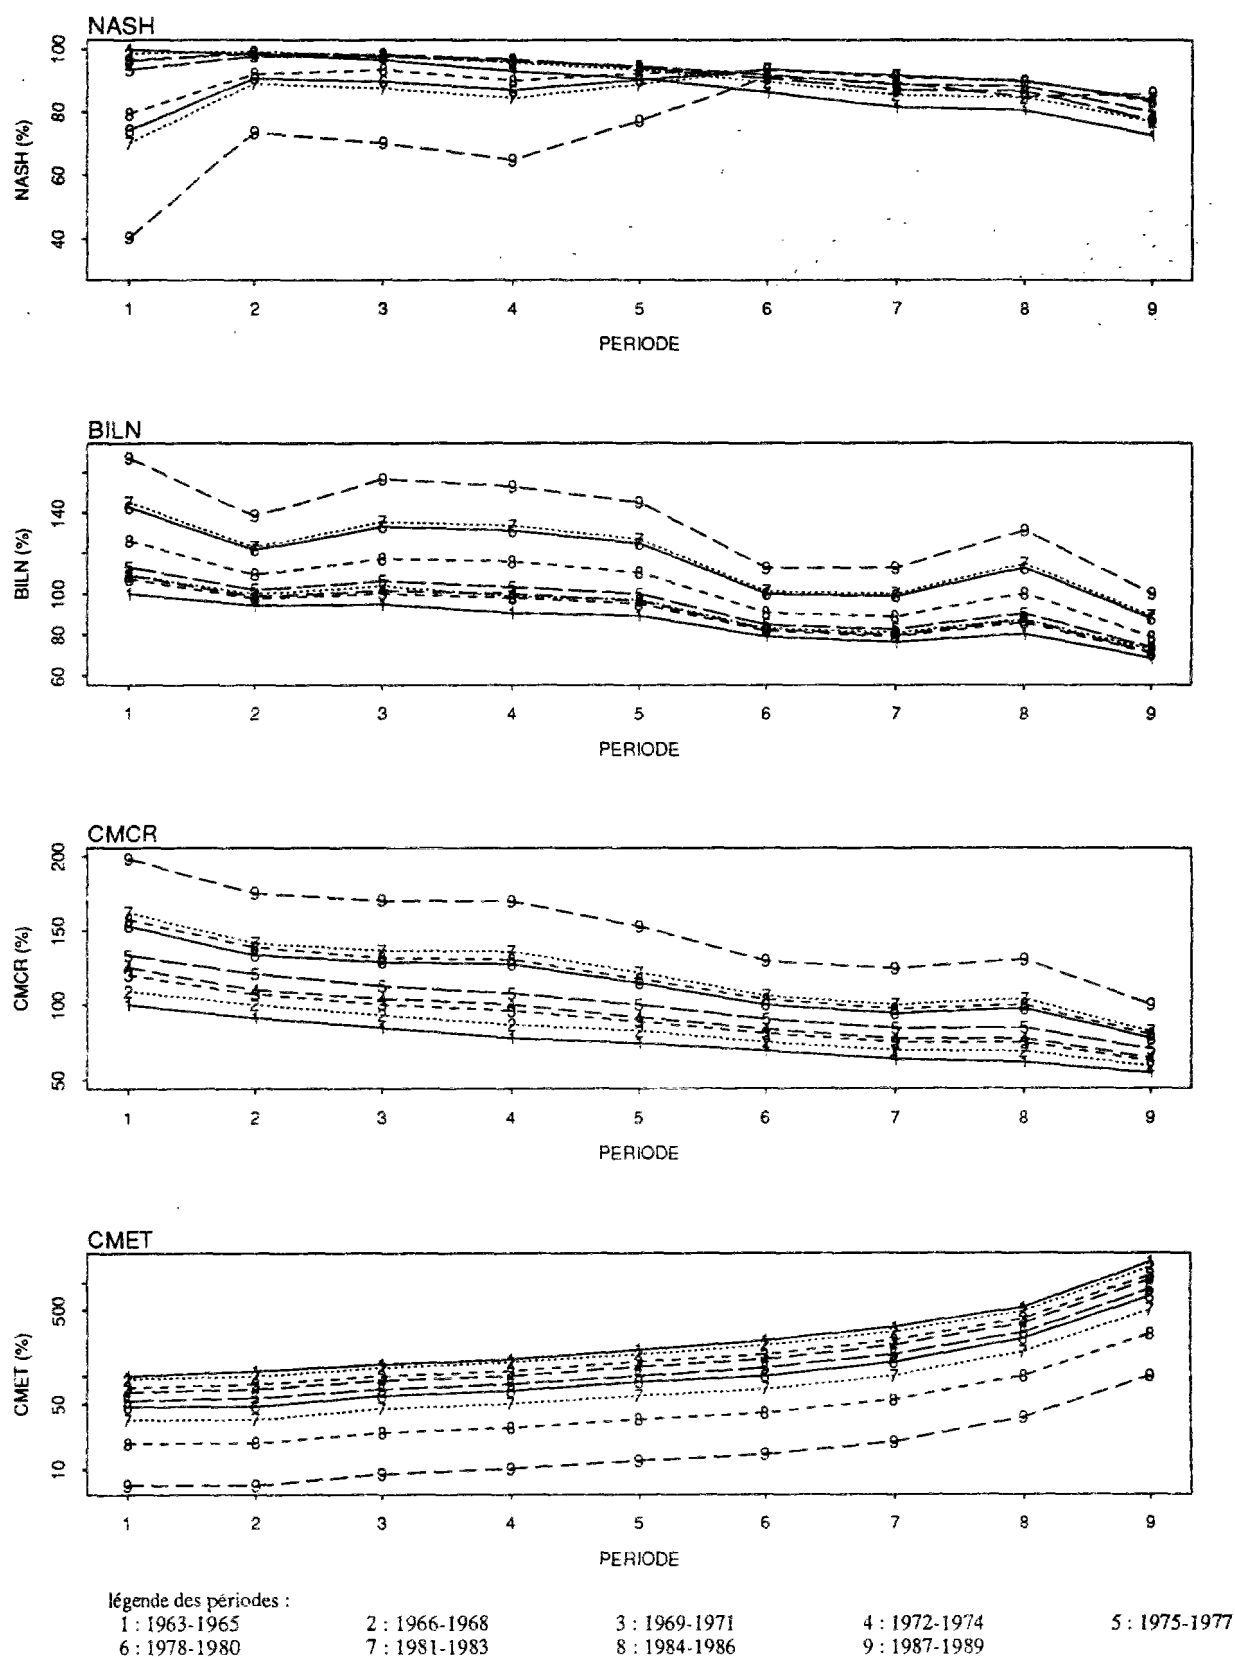 NASH
NASH (%)
100
80
60
40
1 2 3 4 5 6 7 8 9
PERIODE
BILN
BILN (%)
140
100
80
60
1 2 3 4 5 6 7 8 9
PERIODE
CMCR
CMCR (%)
200
150
100
50
1 2 3 4 5 6 7 8 9
PERIODE
CMET
CMET (%)
500
50
10
1 2 3 4 5 6 7 8 9
PERIODE
légende des périodes :
1 : 1963-1965 2 : 1966-1968 3 : 1969-1971 4 : 1972-1974 5 : 1975-1977
6 : 1978-1980 7 : 1981-1983 8 : 1984-1986 9 : 1987-1989